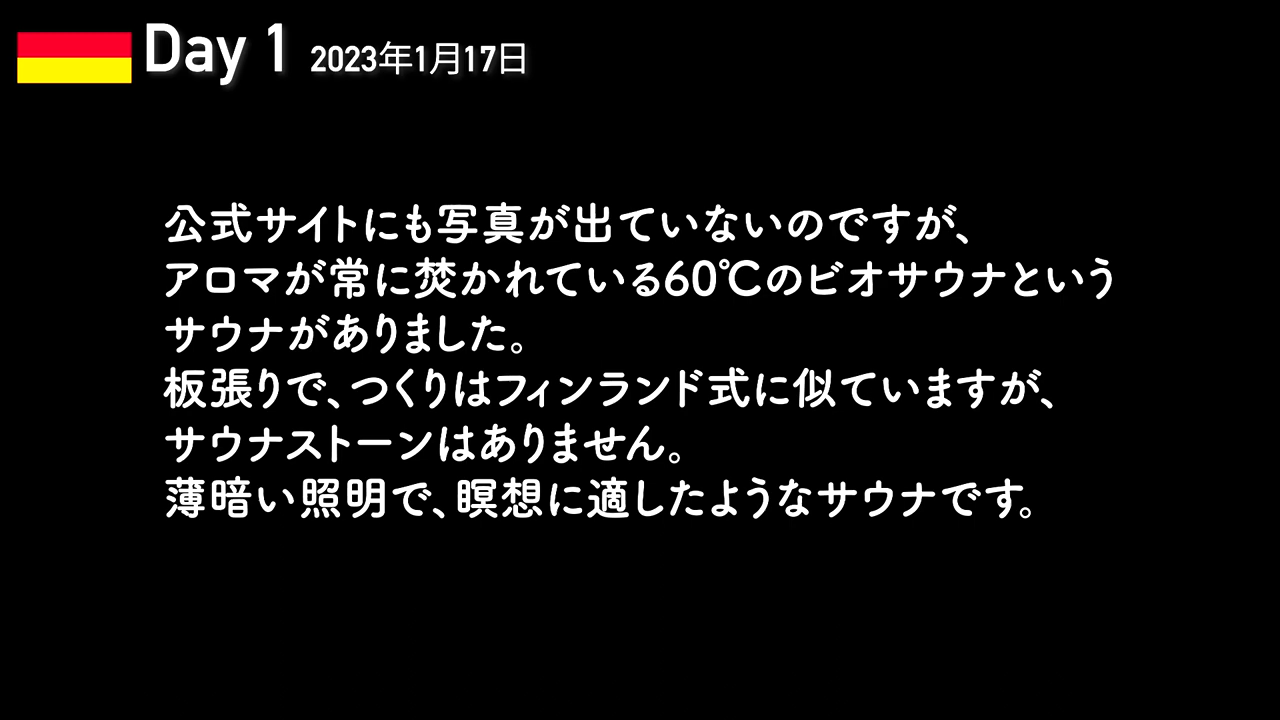 Day 1 2023年1月17日
公式サイトにも写真が出ていないのですが、
アロマが常に焚かれている60℃のビオサウナという
サウナがありました。
板張りで、つくりはフィンランド式に似ていますが、
サウナストーンはありません。
薄暗い照明で、瞑想に適したようなサウナです。